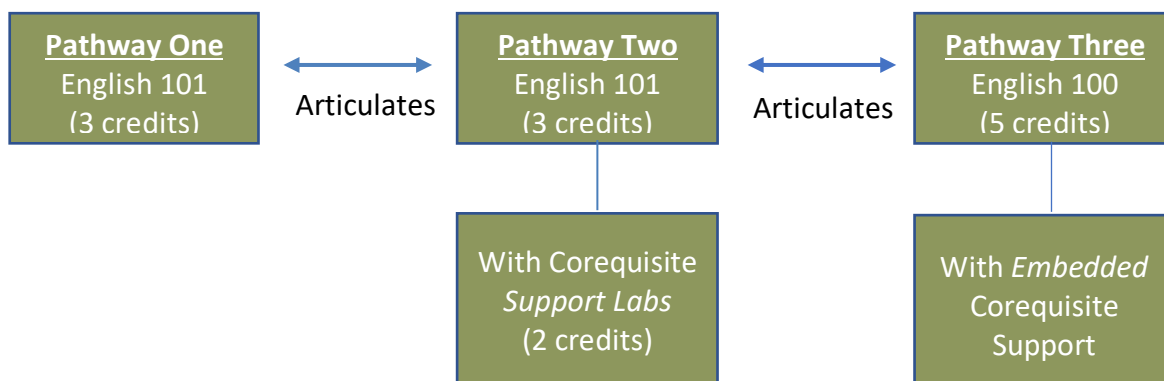 Pathway One
English 101
(3 credits)
Articulates
Pathway Two
English 101
(3 credits)
Articulates
Pathway Three
English 100
(5 credits)
With Corequisite
Support Labs
(2 credits)
With Embedded
Corequisite
Support